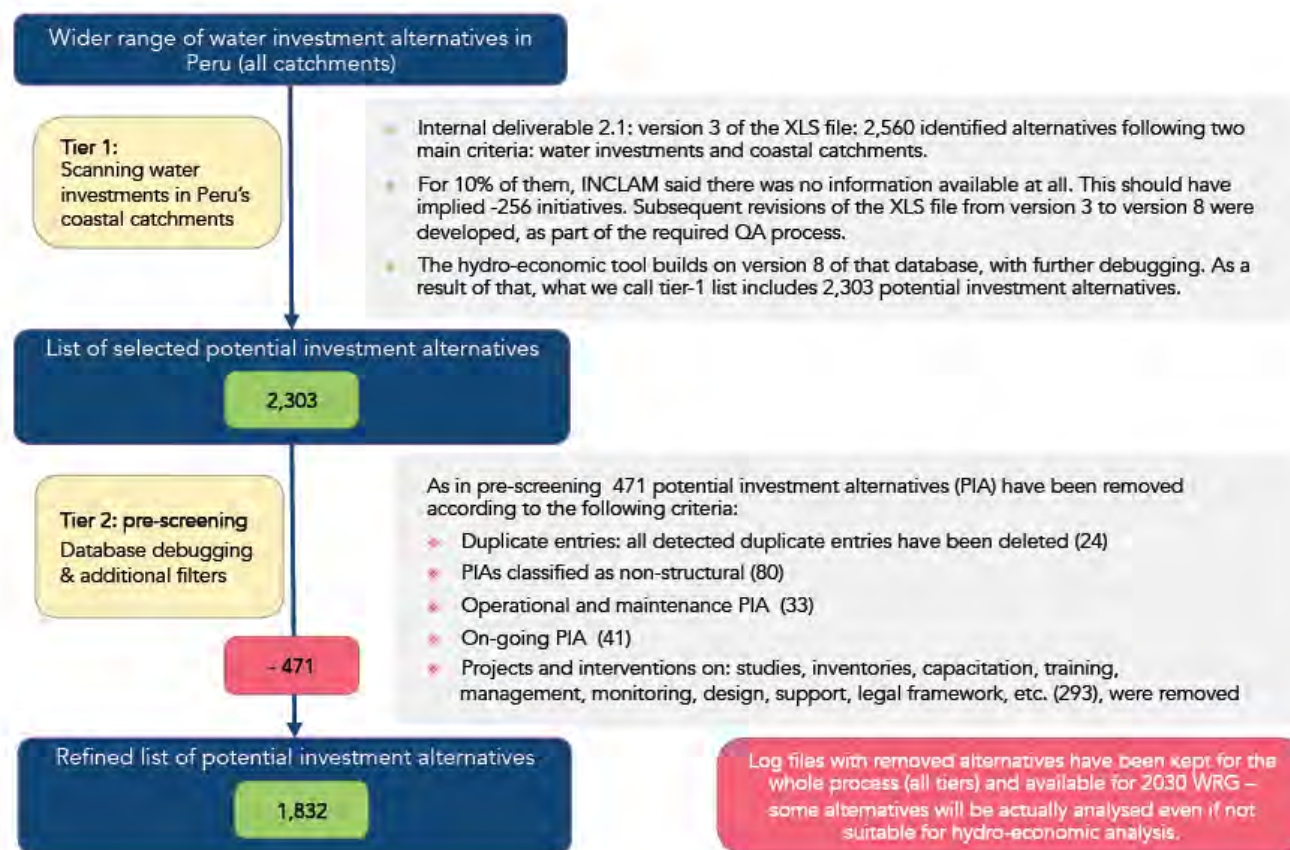 Wider range of water investment alternatives in
Peru (all catchments)
Tier 1:
Scanning water
investments in Peru's
coastal catchments
Internal deliverable 2.1: version 3 of the XLS file: 2,560 identified alternatives following two
main criteria: water investments and coastal catchments.
For 10% of them, INCLAM said there was no information available at all. This should have
implied -256 initiatives. Subsequent revisions of the XLS file from version 3 to version 8 were
developed, as part of the required QA process.
The hydro-economic tool builds on version 8 of that database, with further debugging. As a
result of that, what we call tier-1 list includes 2,303 potential investment alternatives.
List of selected potential investment alternatives
2,303
Tier 2: pre-screening
Database debugging
& additional filters
As in pre-screening 471 potential investment alternatives (PIA) have been removed
according to the following criteria:
Duplicate entries: all detected duplicate entries have been deleted (24)
PIAs classified as non-structural (80)
Operational and maintenance PIA (33)
On-going PIA (41)
Projects and interventions on: studies, inventories, capacitation, training,
management, monitoring, design, support, legal framework, etc. (293), were removed
- 471
Refined list of potential investment alternatives
1,832
Log files with removed alternatives have been kept for the
whole process (all tiers) and available for 2030 WRG –
some alternatives will be actually analysed even if not
suitable for hydro-economic analysis.